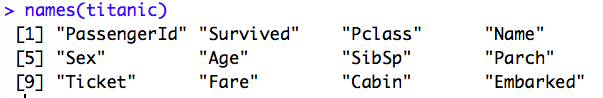 > names(titanic)
[1] "PassengerId" "Survived" "Pclass" "Name"
[5] "Sex" "Age" "SibSp" "Parch"
[9] "Ticket" "Fare" "Cabin" "Embarked"